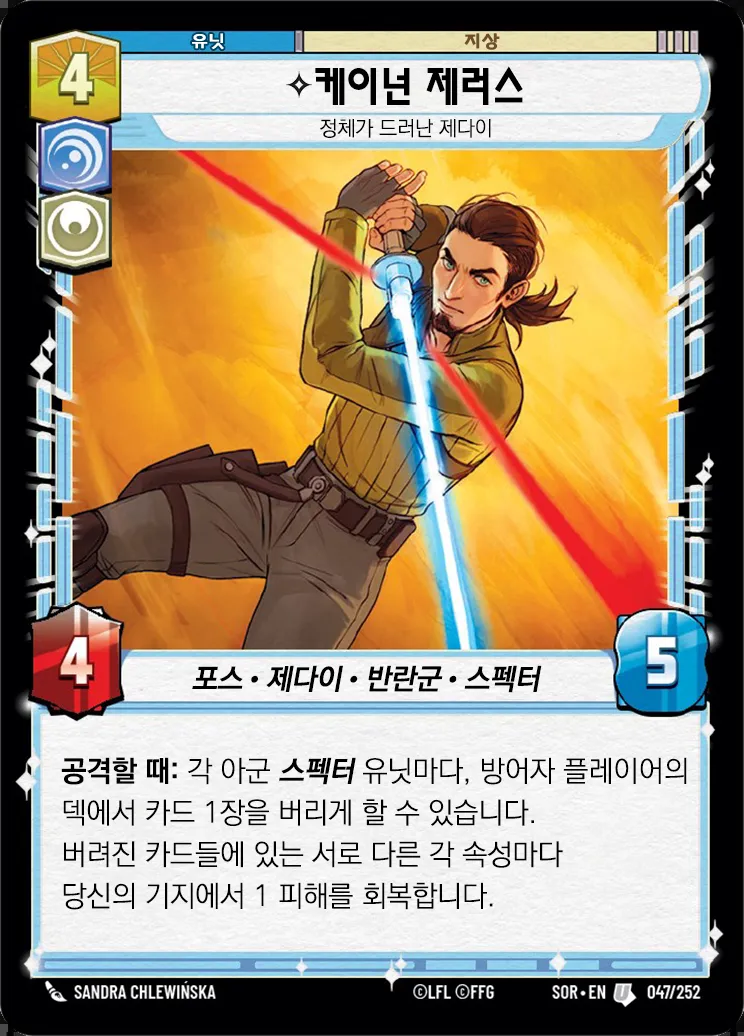 유닛
지상
4
✧케이넌 제러스
정체가 드러난 제다이
4
포스 • 제다이 • 반란군 • 스펙터
5
공격할 때: 각 아군 스펙터 유닛마다, 방어자 플레이어의
덱에서 카드 1장을 버리게 할 수 있습니다.
버려진 카드들에 있는 서로 다른 각 속성마다
당신의 기지에서 1 피해를 회복합니다.
SANDRA CHLEWIŃSKA
©LFL ©FFG
SOR • EN U 047/252